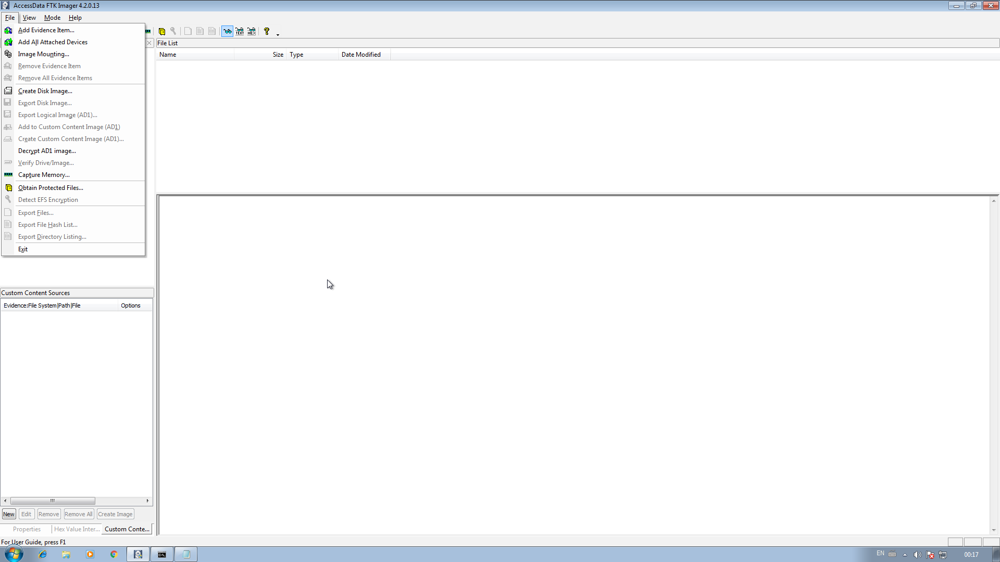 AccessData FTK Imager 4.2.0.13
File View Mode Help
Add Evidence Item...
Add All Attached Devices
Image Mounting...
Remove Evidence Item
Remove All Evidence Items
Create Disk Image...
Export Disk Image...
Export Logical Image (AD1)...
Add to Custom Content Image (AD1)
Create Custom Content Image (AD1)...
Decrypt AD1 image...
Verify Drive/Image...
Capture Memory...
Obtain Protected Files...
Detect EFS Encryption
Export Files...
Export File Hash List...
Export Directory Listing...
Exit
TEXT HEX ?
File List
Name Size Type Date Modified
Custom Content Sources
Evidence:File System|Path|File Options
New Edit Remove Remove All Create Image
Properties Hex Value Inter... Custom Conte...
For User Guide, press F1
EN 00:17